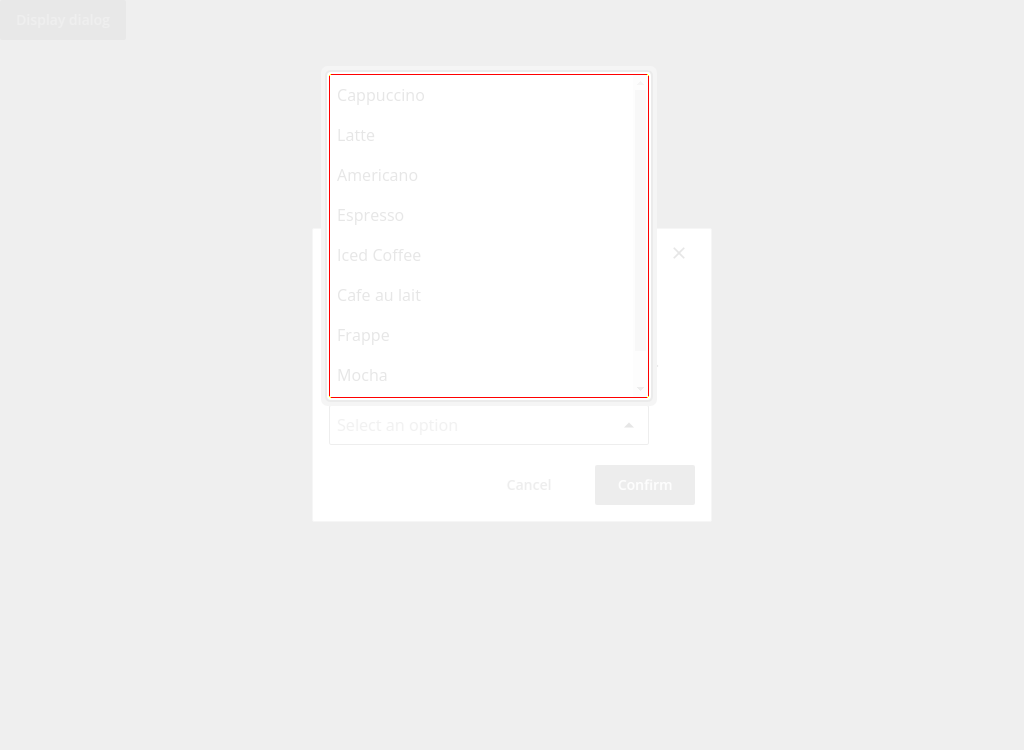 Display dialog
Cappuccino
Latte
Americano
Espresso
Iced Coffee
Cafe au lait
Frappe
Mocha
Select an option
Cancel
Confirm